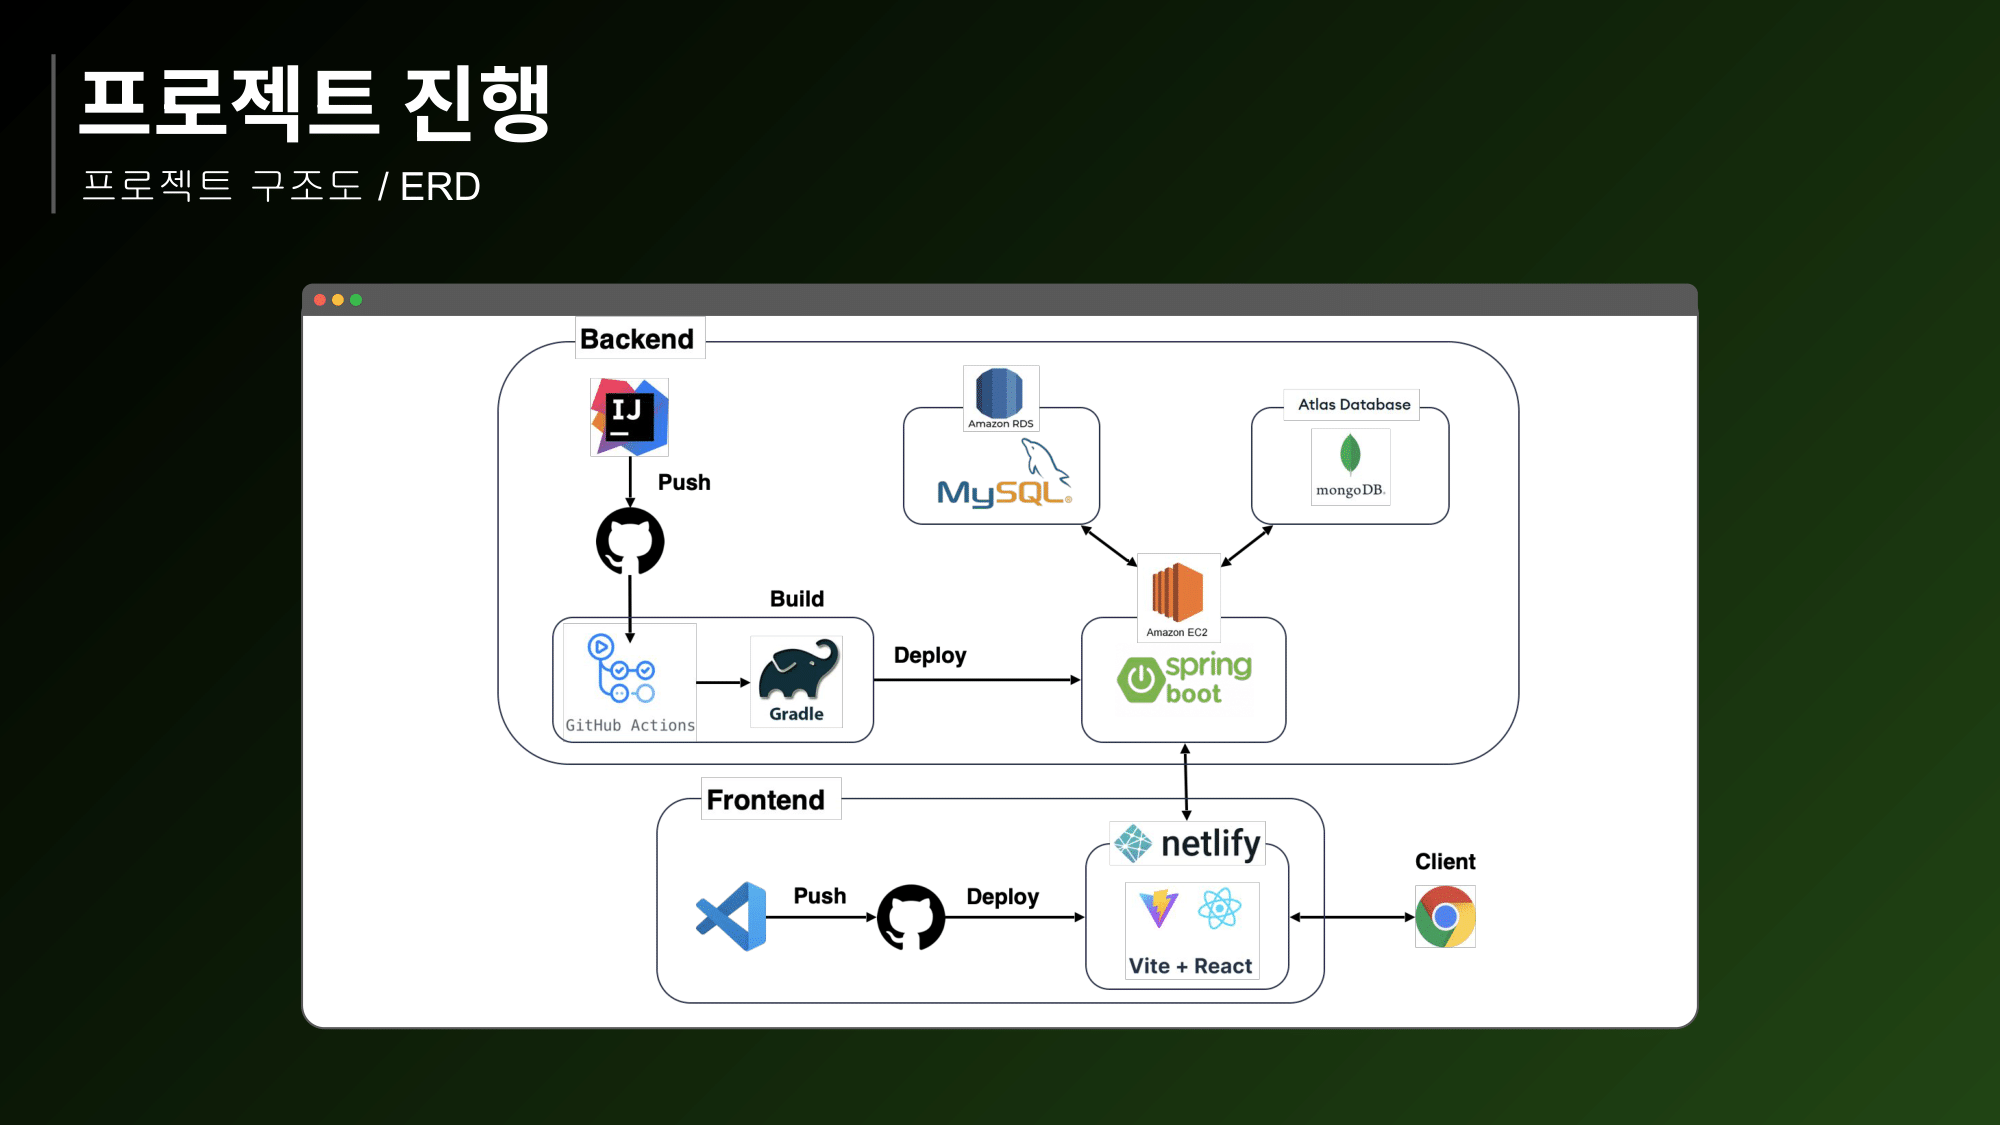 프로젝트 진행
프로젝트 구조도 / ERD
Backend
IJ
Push
Amazon RDS
MySQL®
Atlas Database
mongoDB.
Build
GitHub Actions
Gradle
Deploy
Amazon EC2
spring
boot
Frontend
Push
Deploy
netlify
Vite + React
Client